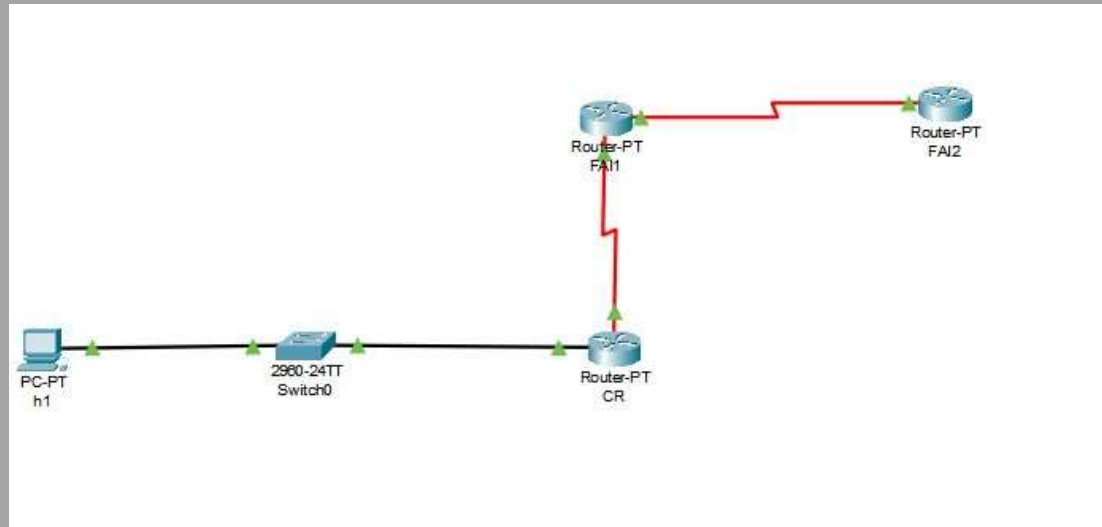 Router-PT
FAI1
Router-PT
FAI2
PC-PT
h1
2960-24TT
Switch0
Router-PT
CR